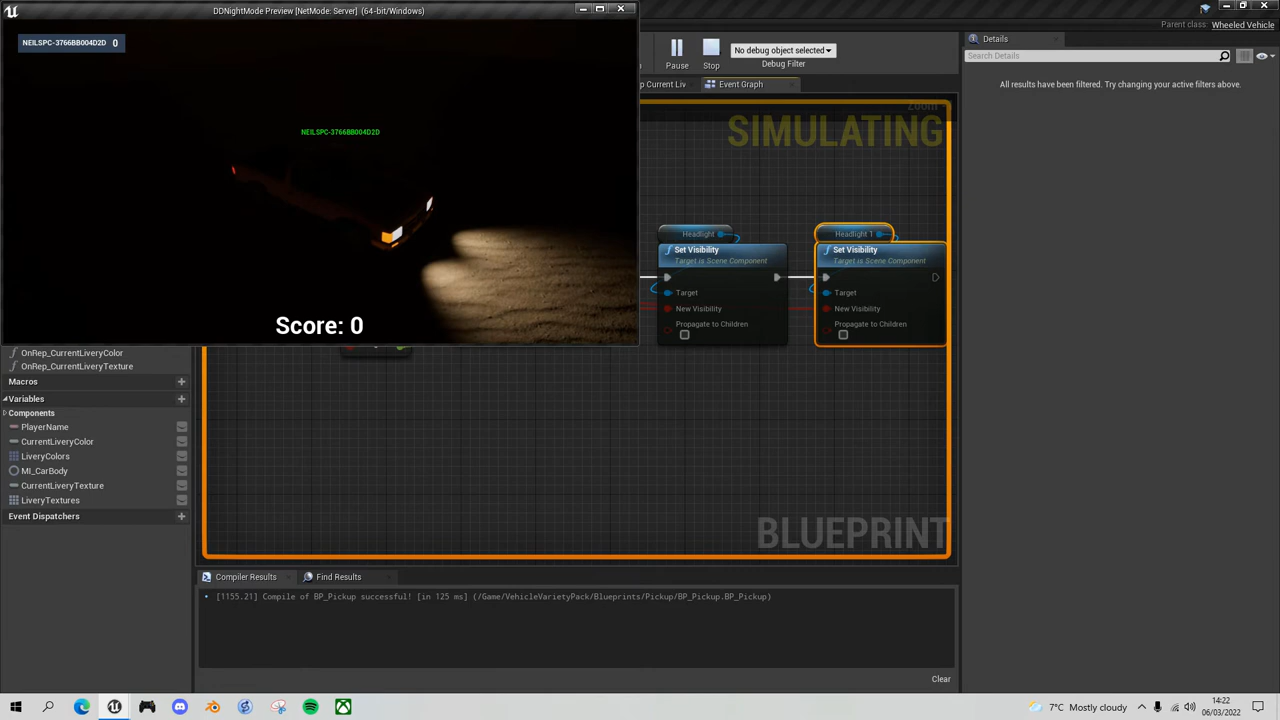 DDNightMode Preview [NetMode: Server] (64-bit/Windows)
Parent class: Wheeled Vehicle
NEILSPC-3766BB004D2D 0
NEILSPC-3766BB004D2D
Score: 0
Pause
Stop
No debug object selected
Debug Filter
Details
Search Details
All results have been filtered. Try changing your active filters above.
p Current Liv
Event Graph
Zoom
SIMULATING
Headlight
Set Visibility
Target is Scene Component
Target
New Visibility
Propagate to Children
Headlight 1
Set Visibility
Target is Scene Component
Target
New Visibility
Propagate to Children
BLUEPRINT
OnRep_CurrentLiveryColor
OnRep_CurrentLiveryTexture
Macros
Variables
Components
PlayerName
CurrentLiveryColor
LiveryColors
MI_CarBody
CurrentLiveryTexture
LiveryTextures
Event Dispatchers
Compiler Results
Find Results
[1155.21] Compile of BP_Pickup successful! [in 125 ms] (/Game/VehicleVarietyPack/Blueprints/Pickup/BP_Pickup.BP_Pickup)
Clear
7°C Mostly cloudy
14:22
06/03/2022